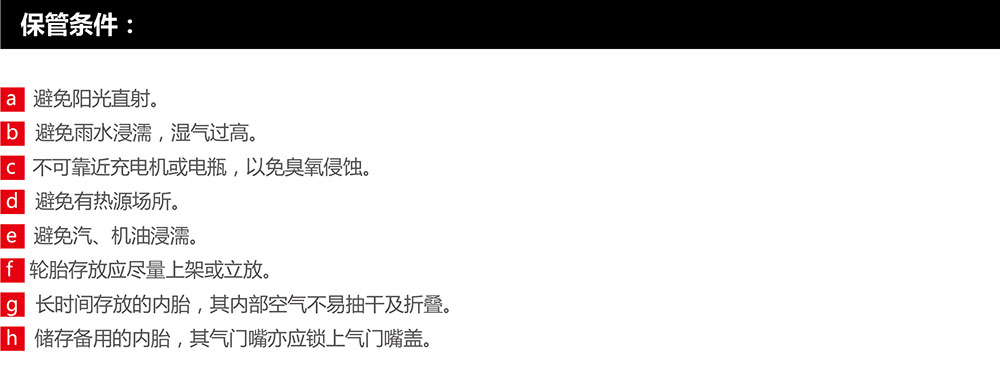 保管条件：
a 避免阳光直射。
b 避免雨水浸濡，湿气过高。
c 不可靠近充电机或电瓶，以免臭氧侵蚀。
d 避免有热源场所。
e 避免汽、机油浸濡。
f 轮胎存放应尽量上架或立放。
g 长时间存放的内胎，其内部空气不易抽干及折叠。
h 储存备用的内胎，其气门嘴亦应锁上气门嘴盖。